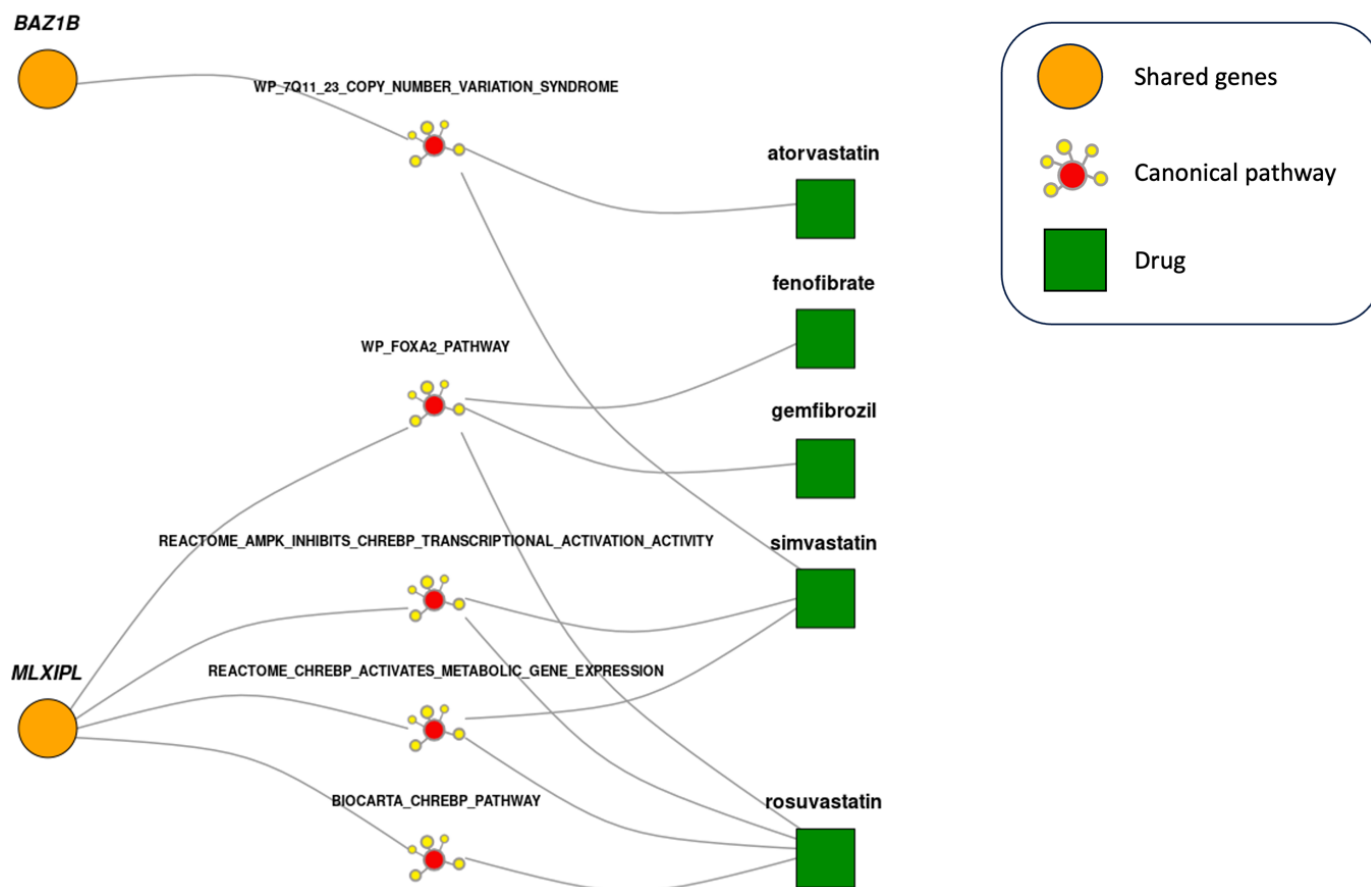 BAZ1B
WP_7Q11_23_COPY_NUMBER_VARIATION_SYNDROME
atorvastatin
fenofibrate
WP_FOXA2_PATHWAY
gemfibrozil
REACTOME_AMPK_INHIBITS_CHREBP_TRANSCRIPTIONAL_ACTIVATION_ACTIVITY
simvastatin
MLXIPL
REACTOME_CHREBP_ACTIVATES_METABOLIC_GENE_EXPRESSION
BIOCARTA_CHREBP_PATHWAY
rosuvastatin
Shared genes
Canonical pathway
Drug